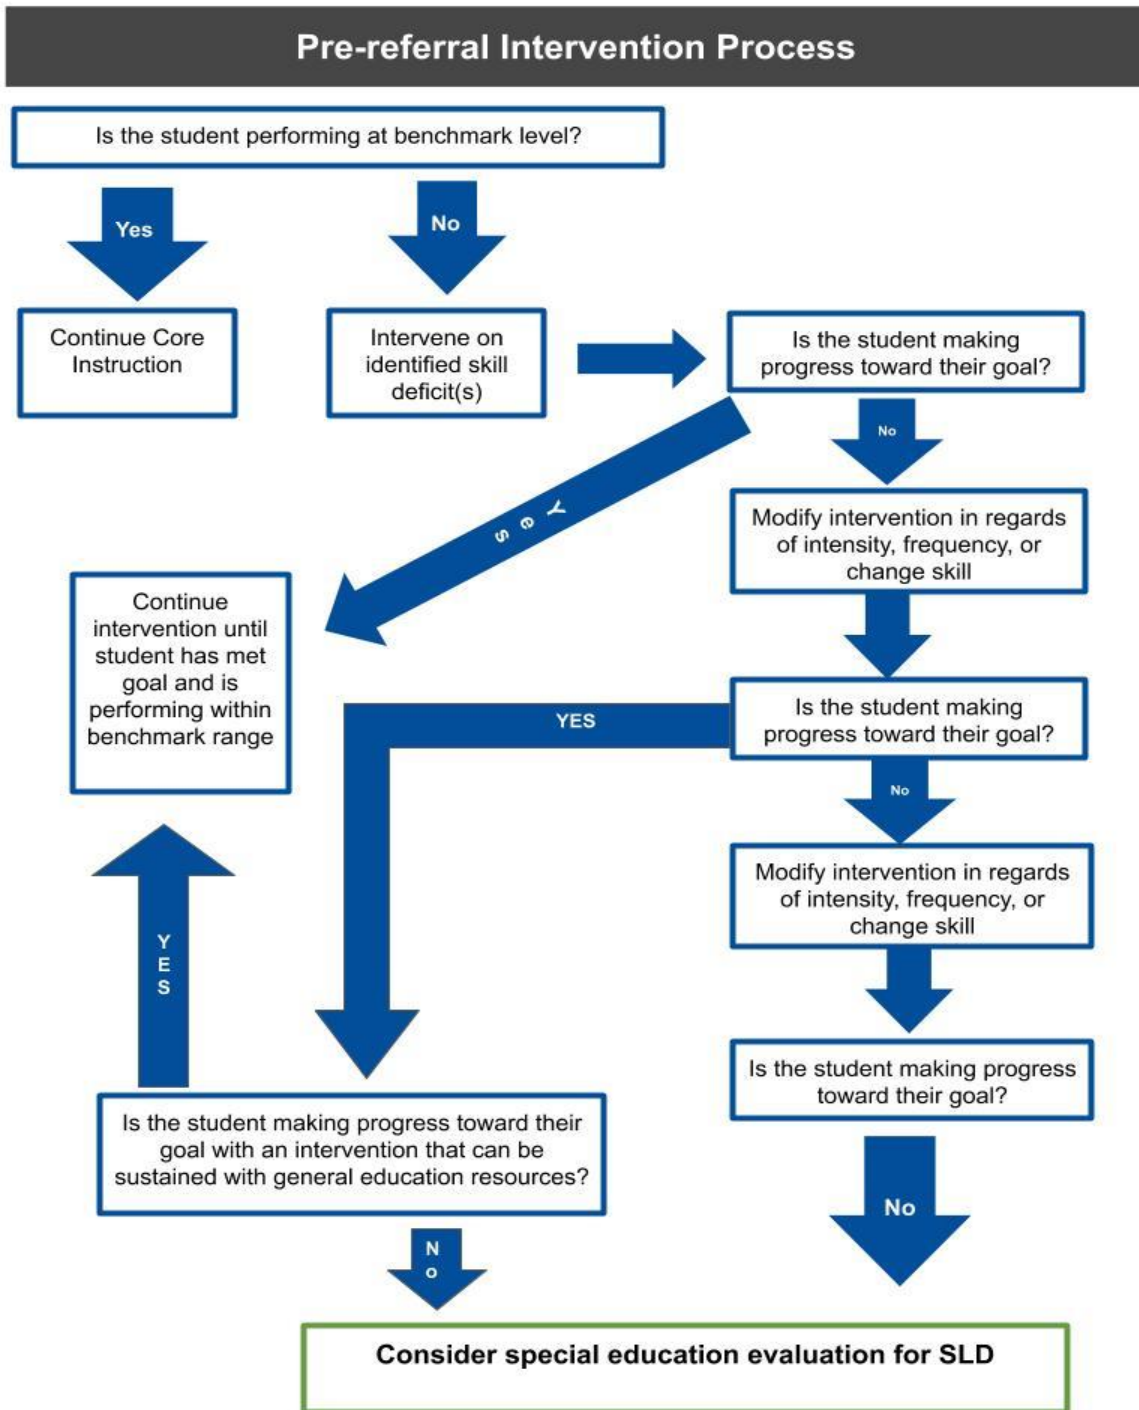 Pre-referral Intervention Process
Is the student performing at benchmark level?
Yes
No
Continue Core
Instruction
Intervene on
identified skill
deficit(s)
Is the student making
progress toward their goal?
No
Yes
Modify intervention in regards
of intensity, frequency, or
change skill
Continue
intervention until
student has met
goal and is
performing within
benchmark range
Is the student making
progress toward their goal?
YES
No
Modify intervention in regards
of intensity, frequency, or
change skill
YES
Is the student making progress
toward their goal?
Is the student making progress toward their
goal with an intervention that can be
sustained with general education resources?
No
No
Consider special education evaluation for SLD